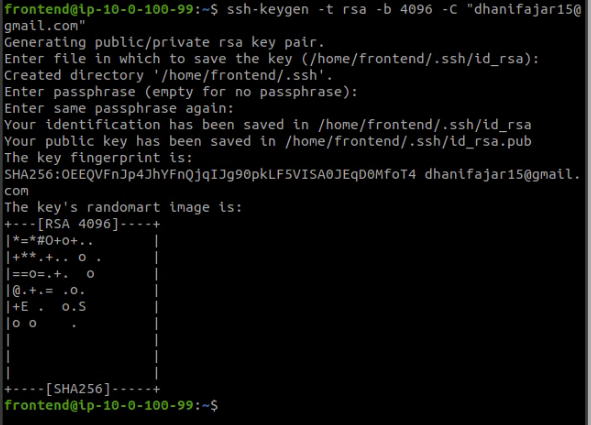 frontend@ip-10-0-100-99:~$ ssh-keygen -t rsa -b 4096 -C "dhanifajar15@
gmail.com"
Generating public/private rsa key pair.
Enter file in which to save the key (/home/frontend/.ssh/id_rsa):
Created directory '/home/frontend/.ssh'.
Enter passphrase (empty for no passphrase):
Enter same passphrase again:
Your identification has been saved in /home/frontend/.ssh/id_rsa
Your public key has been saved in /home/frontend/.ssh/id_rsa.pub
The key fingerprint is:
SHA256:OEEQVFnJp4JhYFnQjqIJg90pkLF5VISA0JEqD0MfoT4 dhanifajar15@gmail.
com
The key's randomart image is:
+---[RSA 4096]----+
|*=*#O+o+..       |
|+**.+.. o .      |
|==o=.+.  o       |
|@.+.= .o.        |
|+E .  o.S        |
|o o    .         |
|                 |
|                 |
|                 |
+----[SHA256]-----+
frontend@ip-10-0-100-99:~$